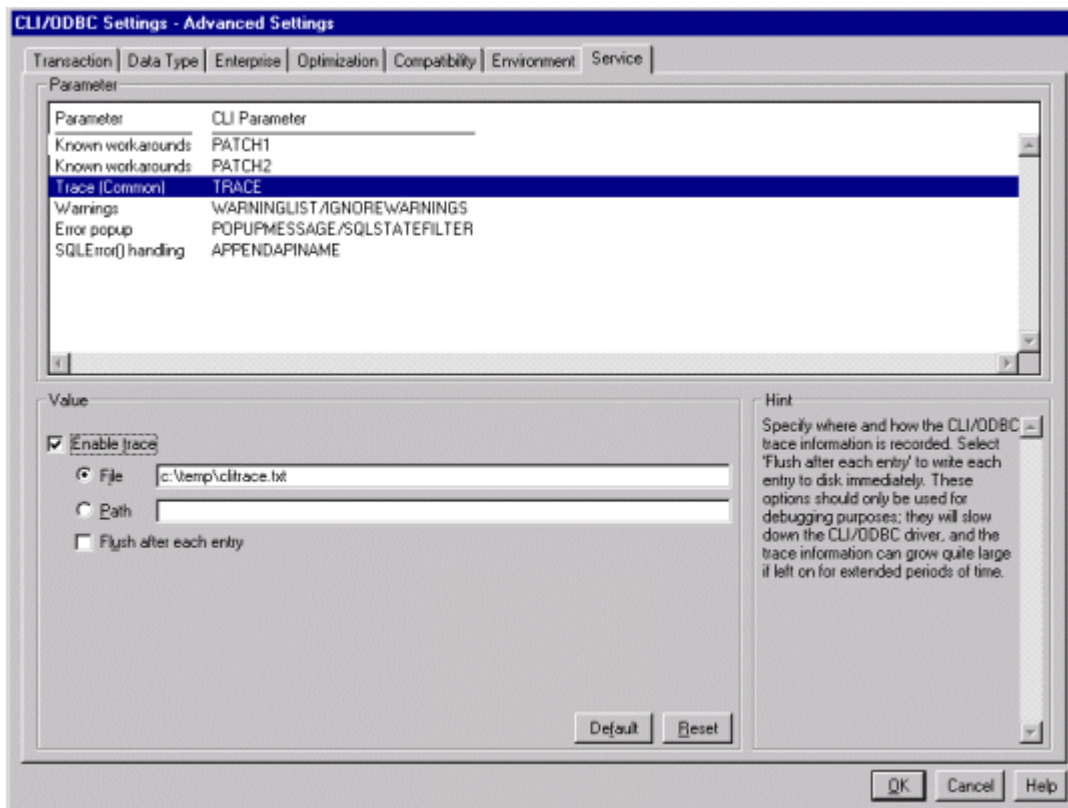 CLI/ODBC Settings - Advanced Settings
Transaction Data Type Enterprise Optimization Compatibility Environment Service
Parameter
Parameter CLI Parameter
Known workarounds PATCH1
Known workarounds PATCH2
Trace (Common) TRACE
Warnings WARNINGLIST/IGNOREWARNINGS
Error popup POPUPMESSAGE/SQLSTATEFILTER
SQLError() handling APPENDAPINAME
Value
Enable trace
File c:\temp\clitrace.txt
Path
Flush after each entry
Default Reset
Hint
Specify where and how the CLI/ODBC
trace information is recorded. Select
'Flush after each entry' to write each
entry to disk immediately. These
options should only be used for
debugging purposes; they will slow
down the CLI/ODBC driver, and the
trace information can grow quite large
if left on for extended periods of time.
OK Cancel Help